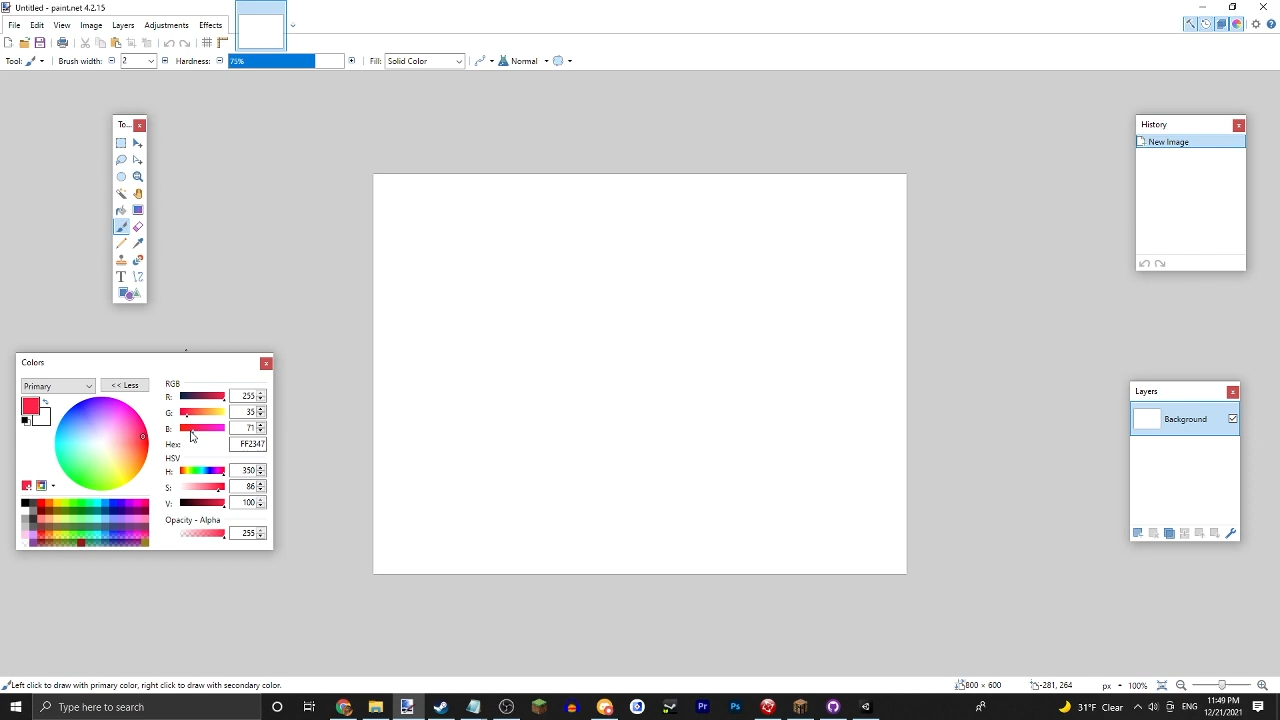 Untitled - paint.net 4.2.15
File Edit View Image Layers Adjustments Effects
Tool: Brush width: 2 Hardness: 75% Fill: Solid Color Normal
To...
History
New Image
Colors
Primary << Less
RGB
R: 255
G: 35
B: 71
Hex: FF2347
HSV
H: 350
S: 86
V: 100
Opacity - Alpha
255
Layers
Background
Left click to draw with primary color, right click to draw with secondary color. 800 × 600 -281, 264 px 100%
Type here to search 31°F Clear ENG 11:49 PM
12/21/2021